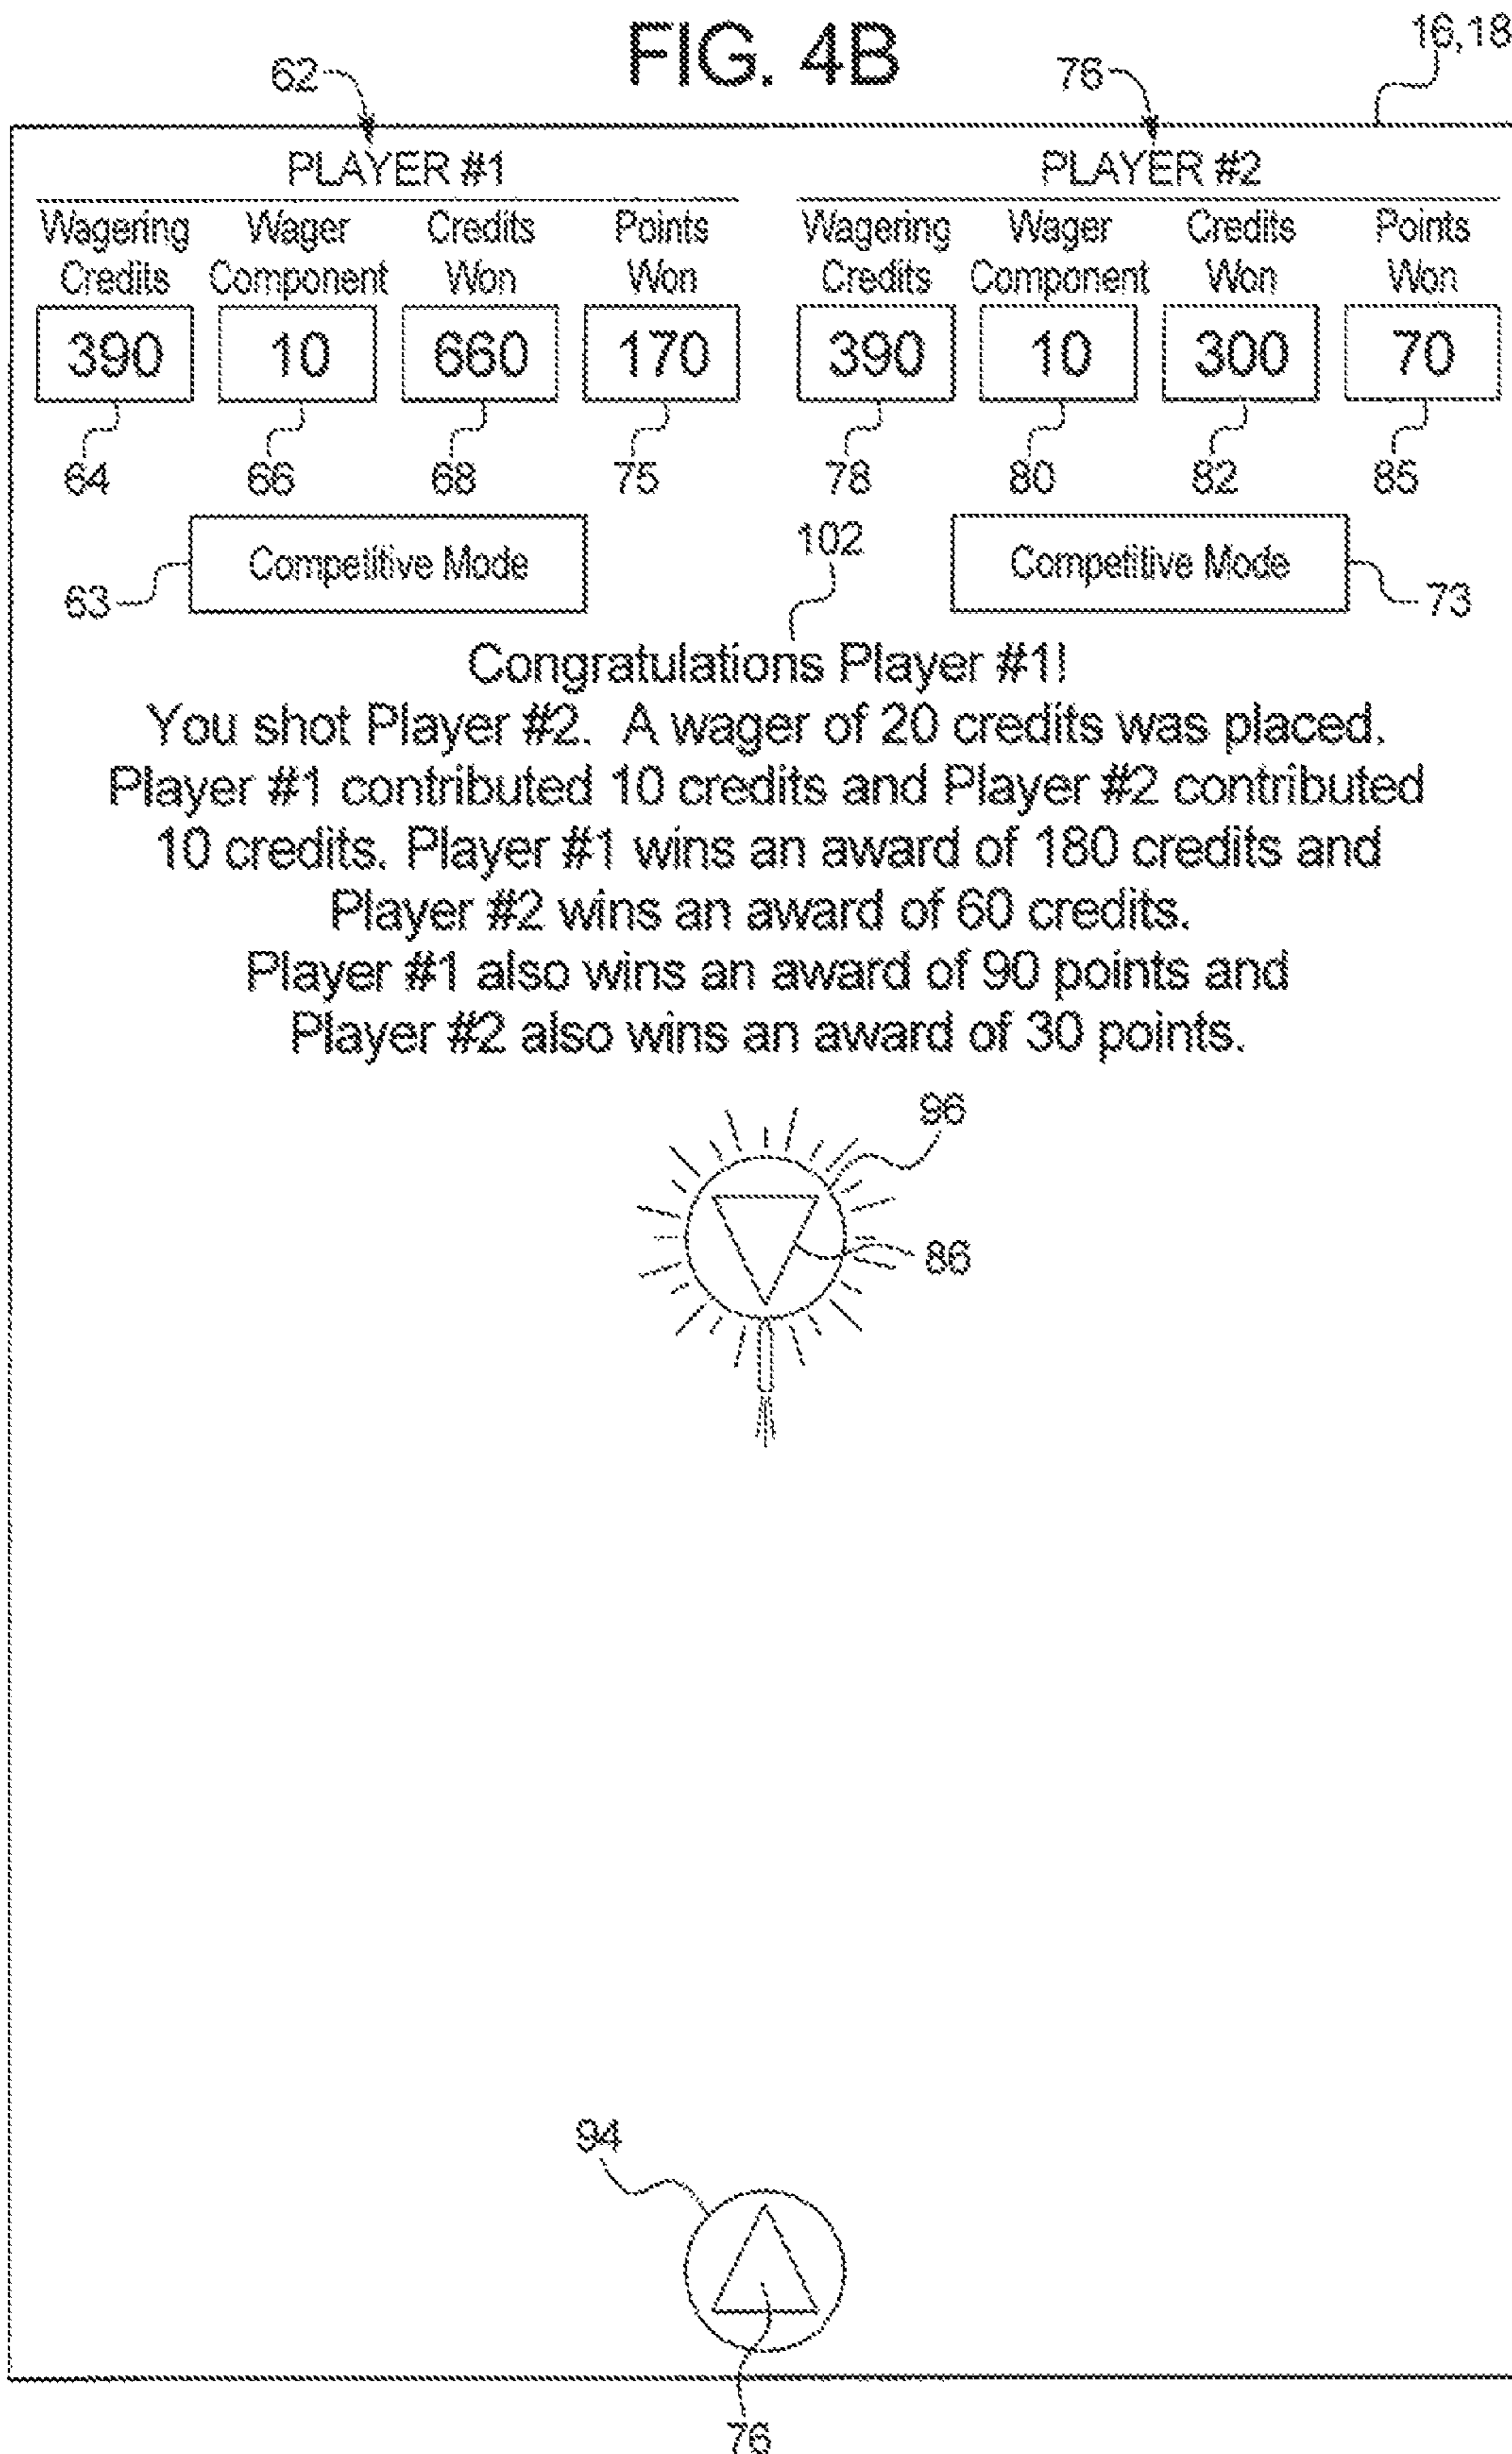 FIG. 4B
16,18
62
76
PLAYER #1
PLAYER #2
Wagering Credits
Wager Component
Credits Won
Points Won
Wagering Credits
Wager Component
Credits Won
Points Won
390
10
660
170
390
10
300
70
64
66
68
75
78
80
82
85
102
63
Competitive Mode
Competitive Mode
73
Congratulations Player #1!
You shot Player #2. A wager of 20 credits was placed.
Player #1 contributed 10 credits and Player #2 contributed
10 credits. Player #1 wins an award of 180 credits and
Player #2 wins an award of 60 credits.
Player #1 also wins an award of 90 points and
Player #2 also wins an award of 30 points.
96
86
94
76